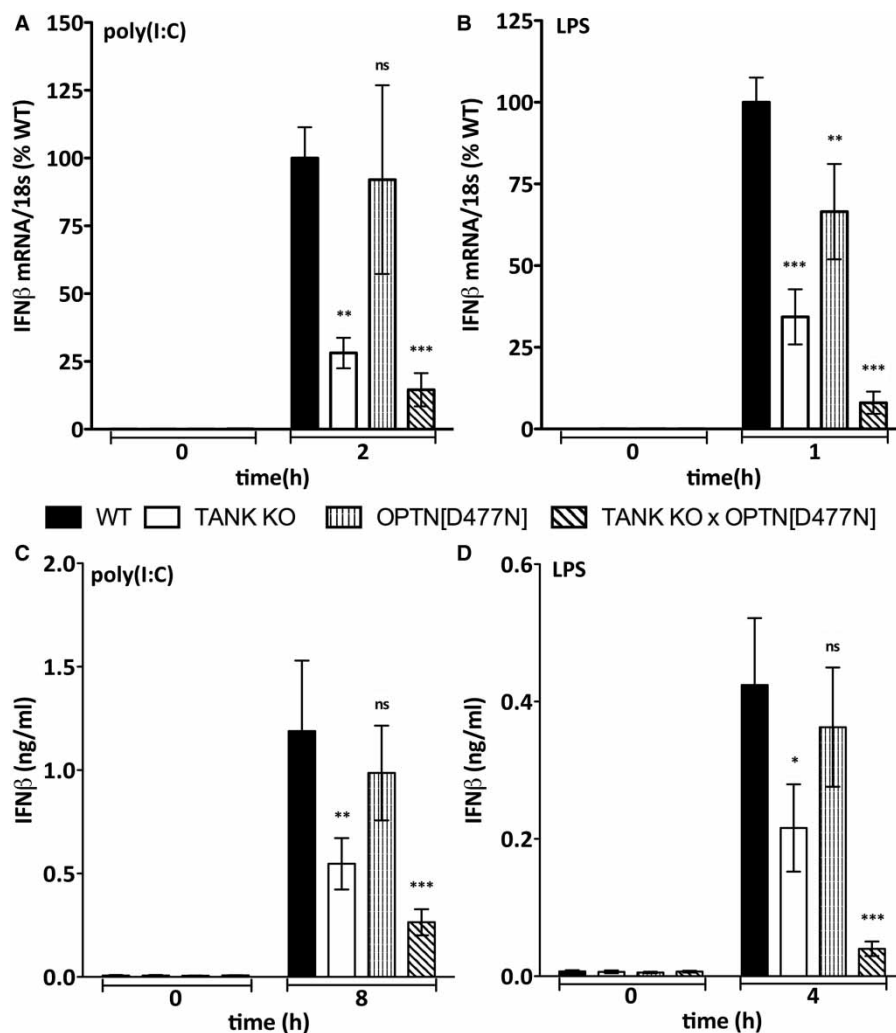 A
poly(I:C)
150
125
100
75
50
25
0
IFNβ mRNA/18s (% WT)
ns
**
***
0
2
time(h)
B
LPS
125
100
75
50
25
0
IFNβ mRNA/18s (% WT)
**
***
***
0
1
time(h)
WT TANK KO OPTN[D477N] TANK KO x OPTN[D477N]
C
poly(I:C)
2.0
1.5
1.0
0.5
0.0
IFNβ (ng/ml)
ns
**
***
0
8
time (h)
D
LPS
0.6
0.4
0.2
0.0
IFNβ (ng/ml)
ns
*
***
0
4
time (h)